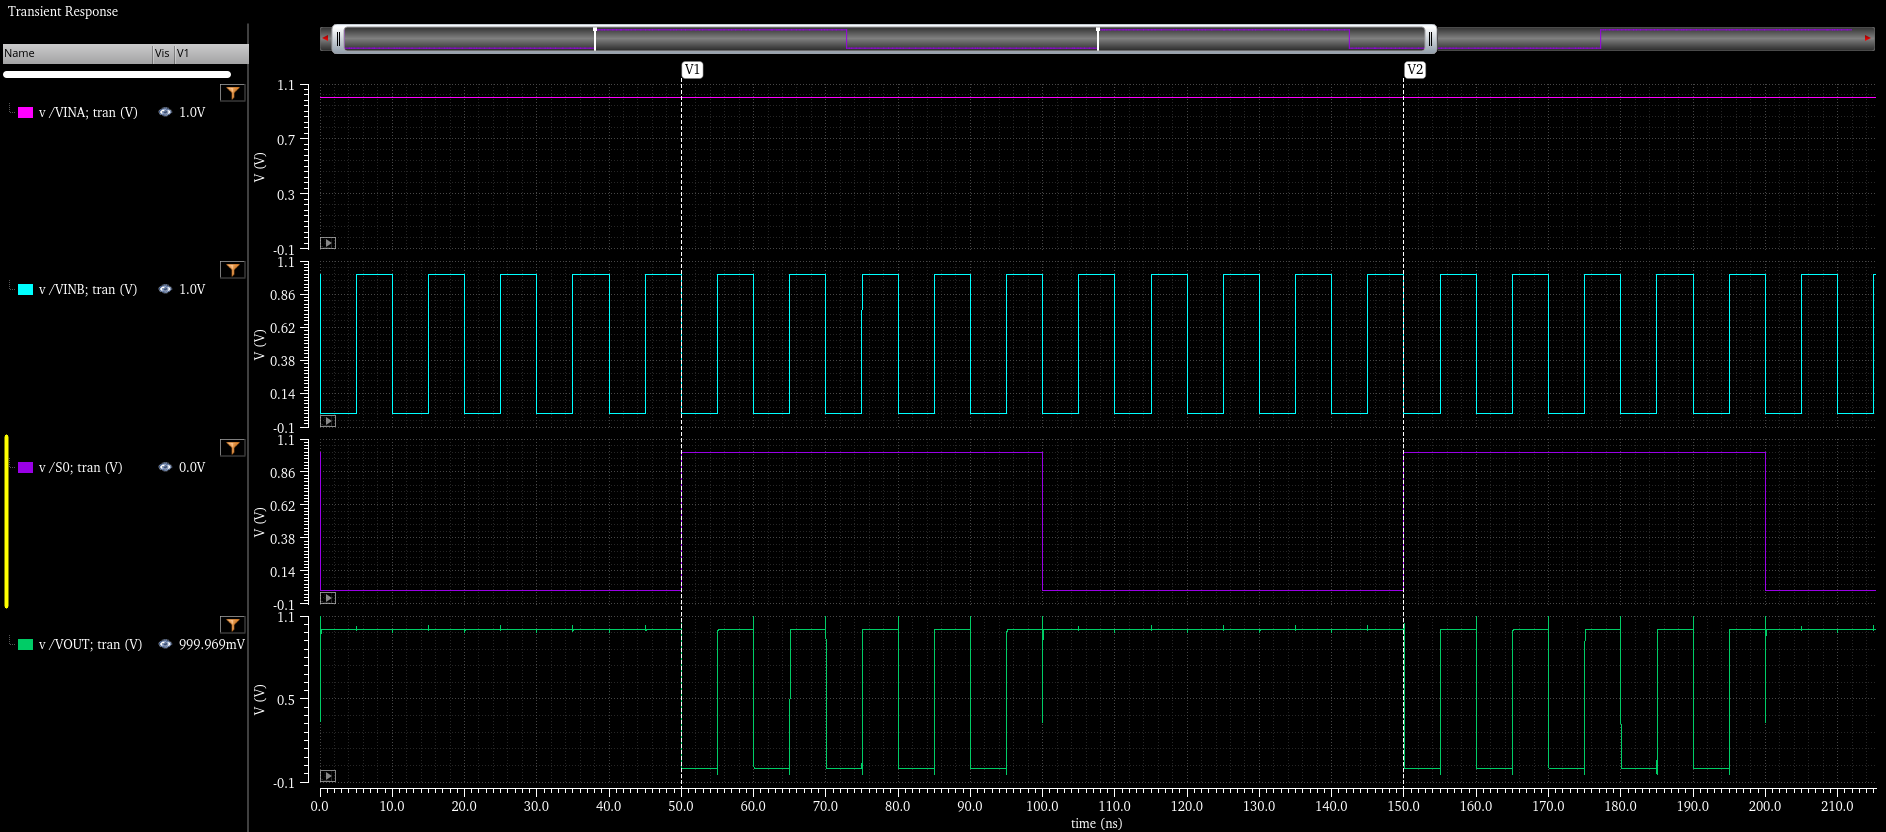 Transient Response
Name Vis V1
v /VINA; tran (V) 1.0V
v /VINB; tran (V) 1.0V
v /S0; tran (V) 0.0V
v /VOUT; tran (V) 999.969mV
V1 V2
1.1
0.7
0.3
-0.1
V (V)
1.1
0.86
0.62
0.38
0.14
-0.1
V (V)
1.1
0.86
0.62
0.38
0.14
-0.1
V (V)
1.1
0.5
-0.1
V (V)
0.0 10.0 20.0 30.0 40.0 50.0 60.0 70.0 80.0 90.0 100.0 110.0 120.0 130.0 140.0 150.0 160.0 170.0 180.0 190.0 200.0 210.0
time (ns)